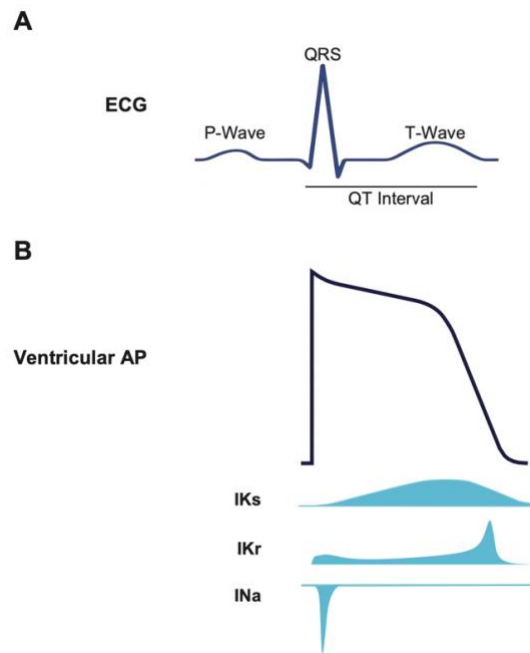 A
QRS
ECG
P-Wave
T-Wave
QT Interval
B
Ventricular AP
IKs
IKr
INa